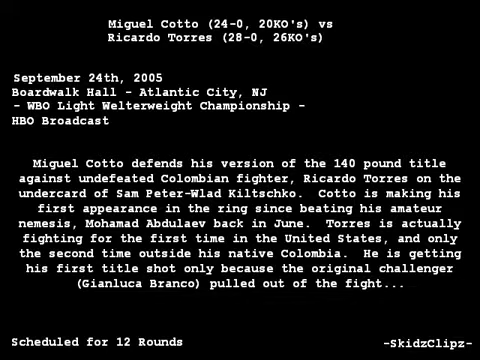 Miguel Cotto (24-0, 20KO's) vs
Ricardo Torres (28-0, 26KO's)
September 24th, 2005
Boardwalk Hall - Atlantic City, NJ
- WBO Light Welterweight Championship -
HBO Broadcast
Miguel Cotto defends his version of the 140 pound title
against undefeated Colombian fighter, Ricardo Torres on the
undercard of Sam Peter-Wlad Kiltschko.  Cotto is making his
first appearance in the ring since beating his amateur
nemesis, Mohamad Abdulaev back in June.  Torres is actually
fighting for the first time in the United States, and only
the second time outside his native Colombia.  He is getting
his first title shot only because the original challenger
(Gianluca Branco) pulled out of the fight...
Scheduled for 12 Rounds
-SkidzClipz-